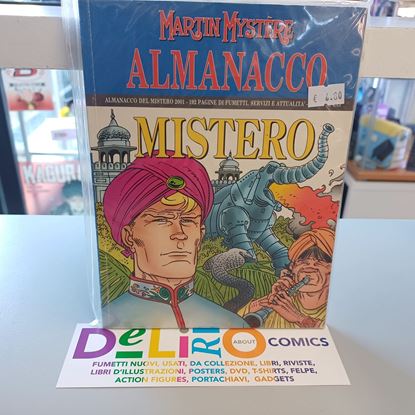 MARTIN MYSTÈRE
ALMANACCO
€ 6.00
ALMANACCO DEL MISTERO 2001 - 192 PAGINE DI FUMETTI, SERVIZI E ATTUALITA'
MISTERO
DeLiRiO ABOUT COMICS
FUMETTI NUOVI, USATI, DA COLLEZIONE, LIBRI, RIVISTE,
LIBRI D'ILLUSTRAZIONI, POSTERS, DVD, T-SHIRTS, FELPE,
ACTION FIGURES, PORTACHIAVI, GADGETS